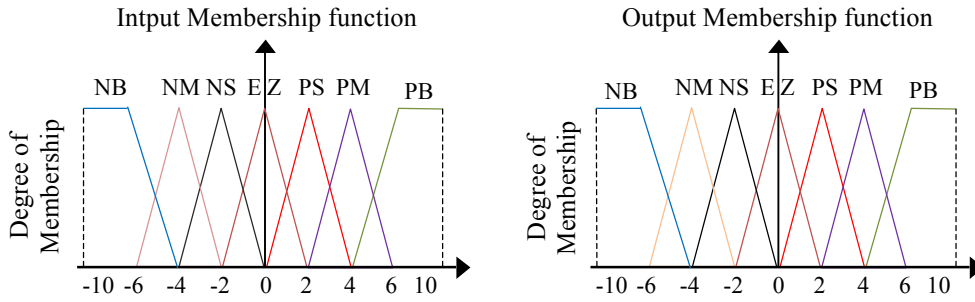 Intput Membership function
NB NM NS EZ PS PM PB
Degree of
Membership
-10 -6 -4 -2 0 2 4 6 10
Output Membership function
NB NM NS EZ PS PM PB
Degree of
Membership
-10 -6 -4 -2 0 2 4 6 10